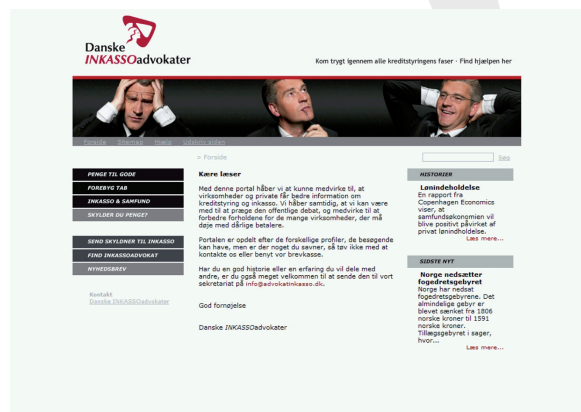 Danske
INKASSOadvokater
Kom trygt igennem alle kreditstyringens faser - Find hjælpen her
Forside Sitemap Hjælp Udskriv siden
» Forside
Søg
PENGE TIL GODE
FOREBYG TAB
INKASSO & SAMFUND
SKYLDER DU PENGE?
SEND SKYLDNER TIL INKASSO
FIND INKASSOADVOKAT
NYHEDSBREV
Kontakt
Danske INKASSOadvokater
Kære læser
Med denne portal håber vi at kunne medvirke til, at
virksomheder og private får bedre information om
kreditstyring og inkasso. Vi håber samtidig, at vi kan være
med til at præge den offentlige debat, og medvirke til at
forbedre forholdene for de mange virksomheder, der må
døje med dårlige betalere.
Portalen er opdelt efter de forskellige profiler, de besøgende
kan have, men er der noget du savner, så tøv ikke med at
kontakte os eller benyt vor brevkasse.
Har du en god historie eller en erfaring du vil dele med
andre, er du også meget velkommen til at sende den til vort
sekretariat på info@advokatinkasso.dk.
God fornøjelse
Danske INKASSOadvokater
HISTORIER
Lønindeholdelse
En rapport fra
Copenhagen Economics
viser, at
samfundsøkonomien vil
blive positivt påvirket af
privat lønindholdelse.
Læs mere...
SIDSTE NYT
Norge nedsætter
fogedretsgebyret
Norge har nedsat
fogedretsgebyrene. Det
almindelige gebyr er
blevet sænket fra 1806
norske kroner til 1591
norske kroner.
Tillægsgebyret i sager,
hvor...
Læs mere...